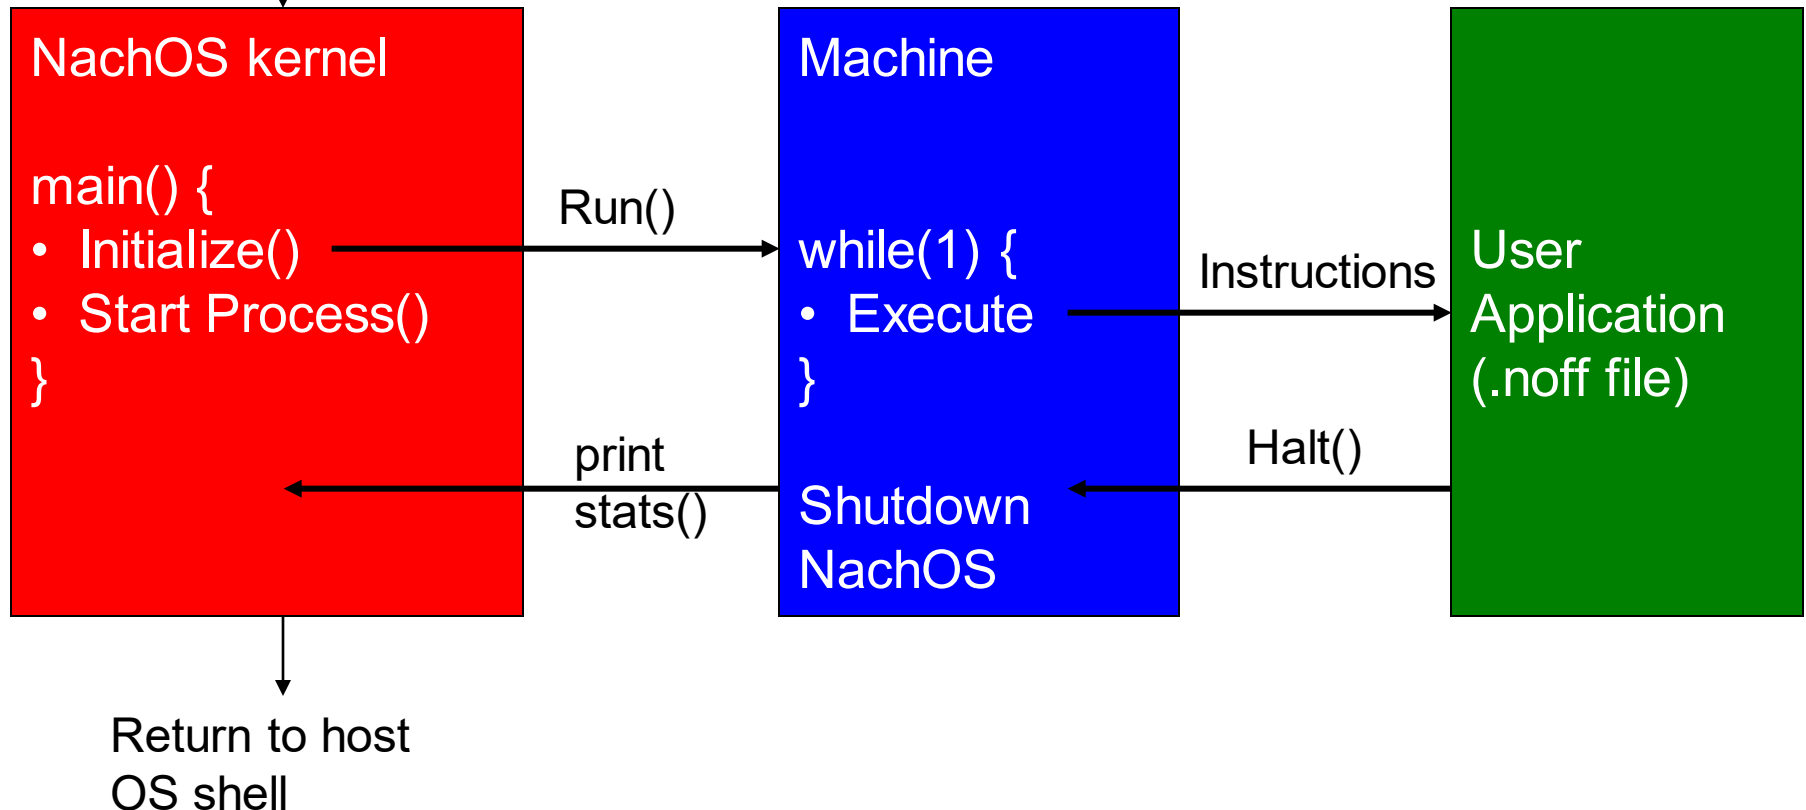 NachOS kernel
main() {
• Initialize()
• Start Process()
}
Run()
print
stats()
Machine
while(1) {
• Execute
}
Shutdown
NachOS
Instructions
Halt()
User
Application
(.noff file)
Return to host
OS shell